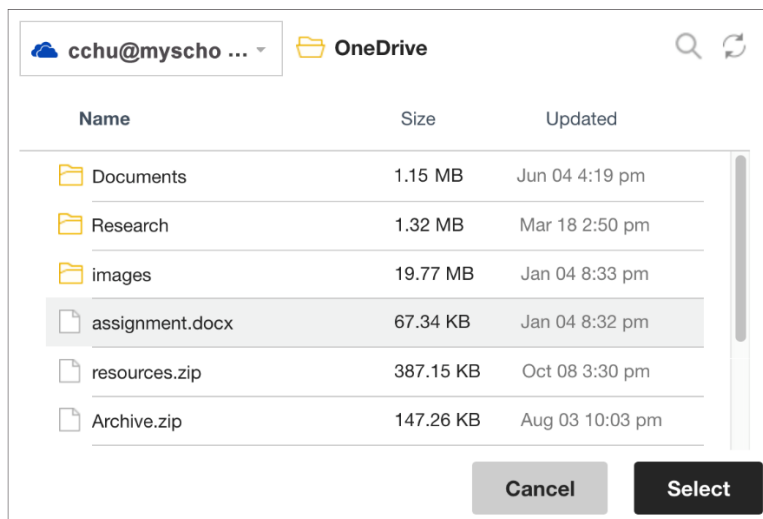 cchu@myscho ... OneDrive
Name Size Updated
Documents 1.15 MB Jun 04 4:19 pm
Research 1.32 MB Mar 18 2:50 pm
images 19.77 MB Jan 04 8:33 pm
assignment.docx 67.34 KB Jan 04 8:32 pm
resources.zip 387.15 KB Oct 08 3:30 pm
Archive.zip 147.26 KB Aug 03 10:03 pm
Cancel Select